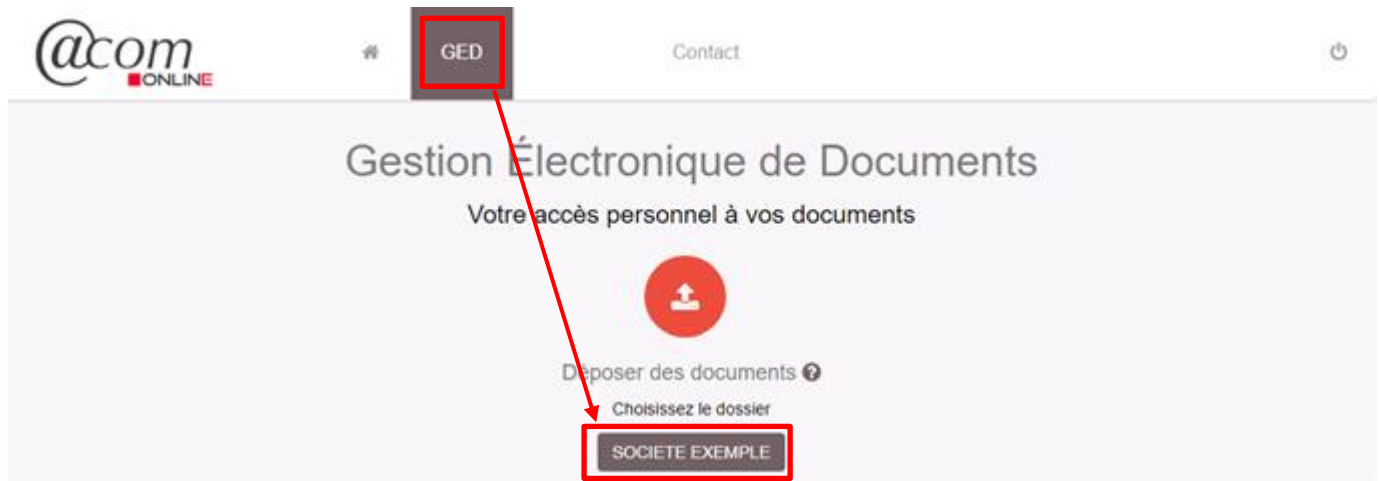 @com
ONLINE
GED
Contact
Gestion Électronique de Documents
Votre accès personnel à vos documents
Déposer des documents
Choisissez le dossier
SOCIETE EXEMPLE